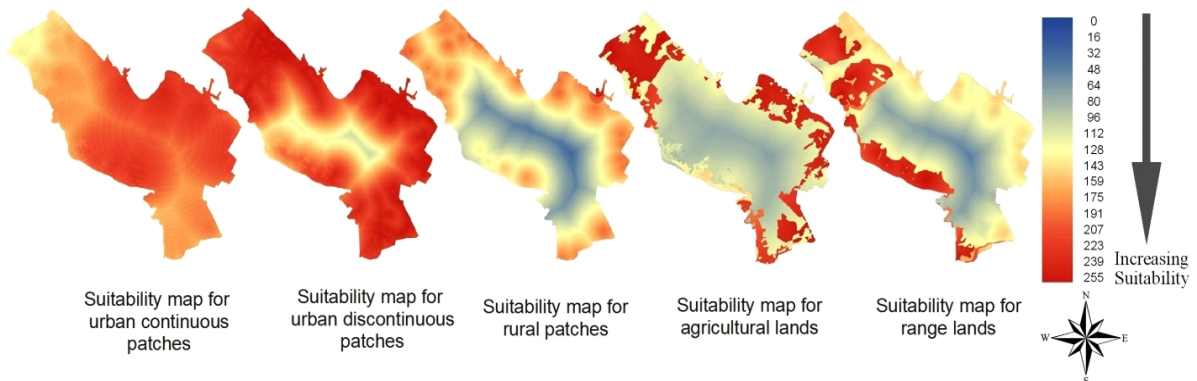 0
16
32
48
64
80
96
112
128
143
159
175
191
207
223
239
255
Increasing
Suitability
Suitability map for
urban continuous
patches
Suitability map for
urban discontinuous
patches
Suitability map for
rural patches
Suitability map for
agricultural lands
Suitability map for
range lands
N
W
E
S